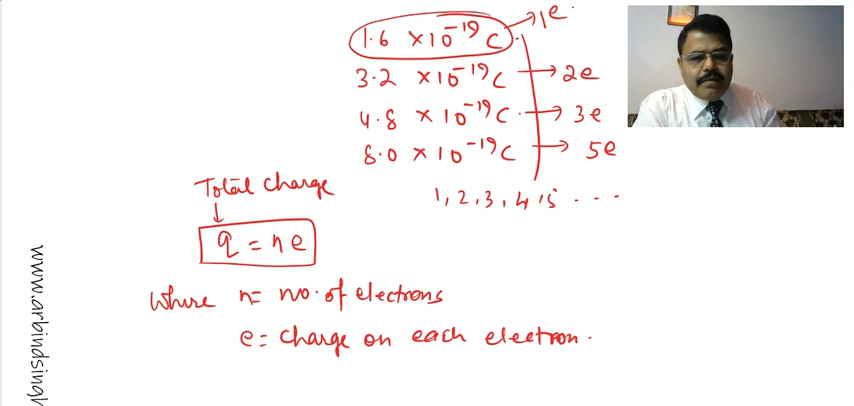 1.6 ×10⁻¹⁹ C → 1e
3.2 ×10⁻¹⁹ C → 2e
4.8 ×10⁻¹⁹ C. → 3e
8.0 ×10⁻¹⁹ C → 5e
1, 2, 3, 4, 5 . . . .
Total Charge
↓
q = n e
Where n = no. of electrons
e = Charge on each electron.
www.arbindsingh